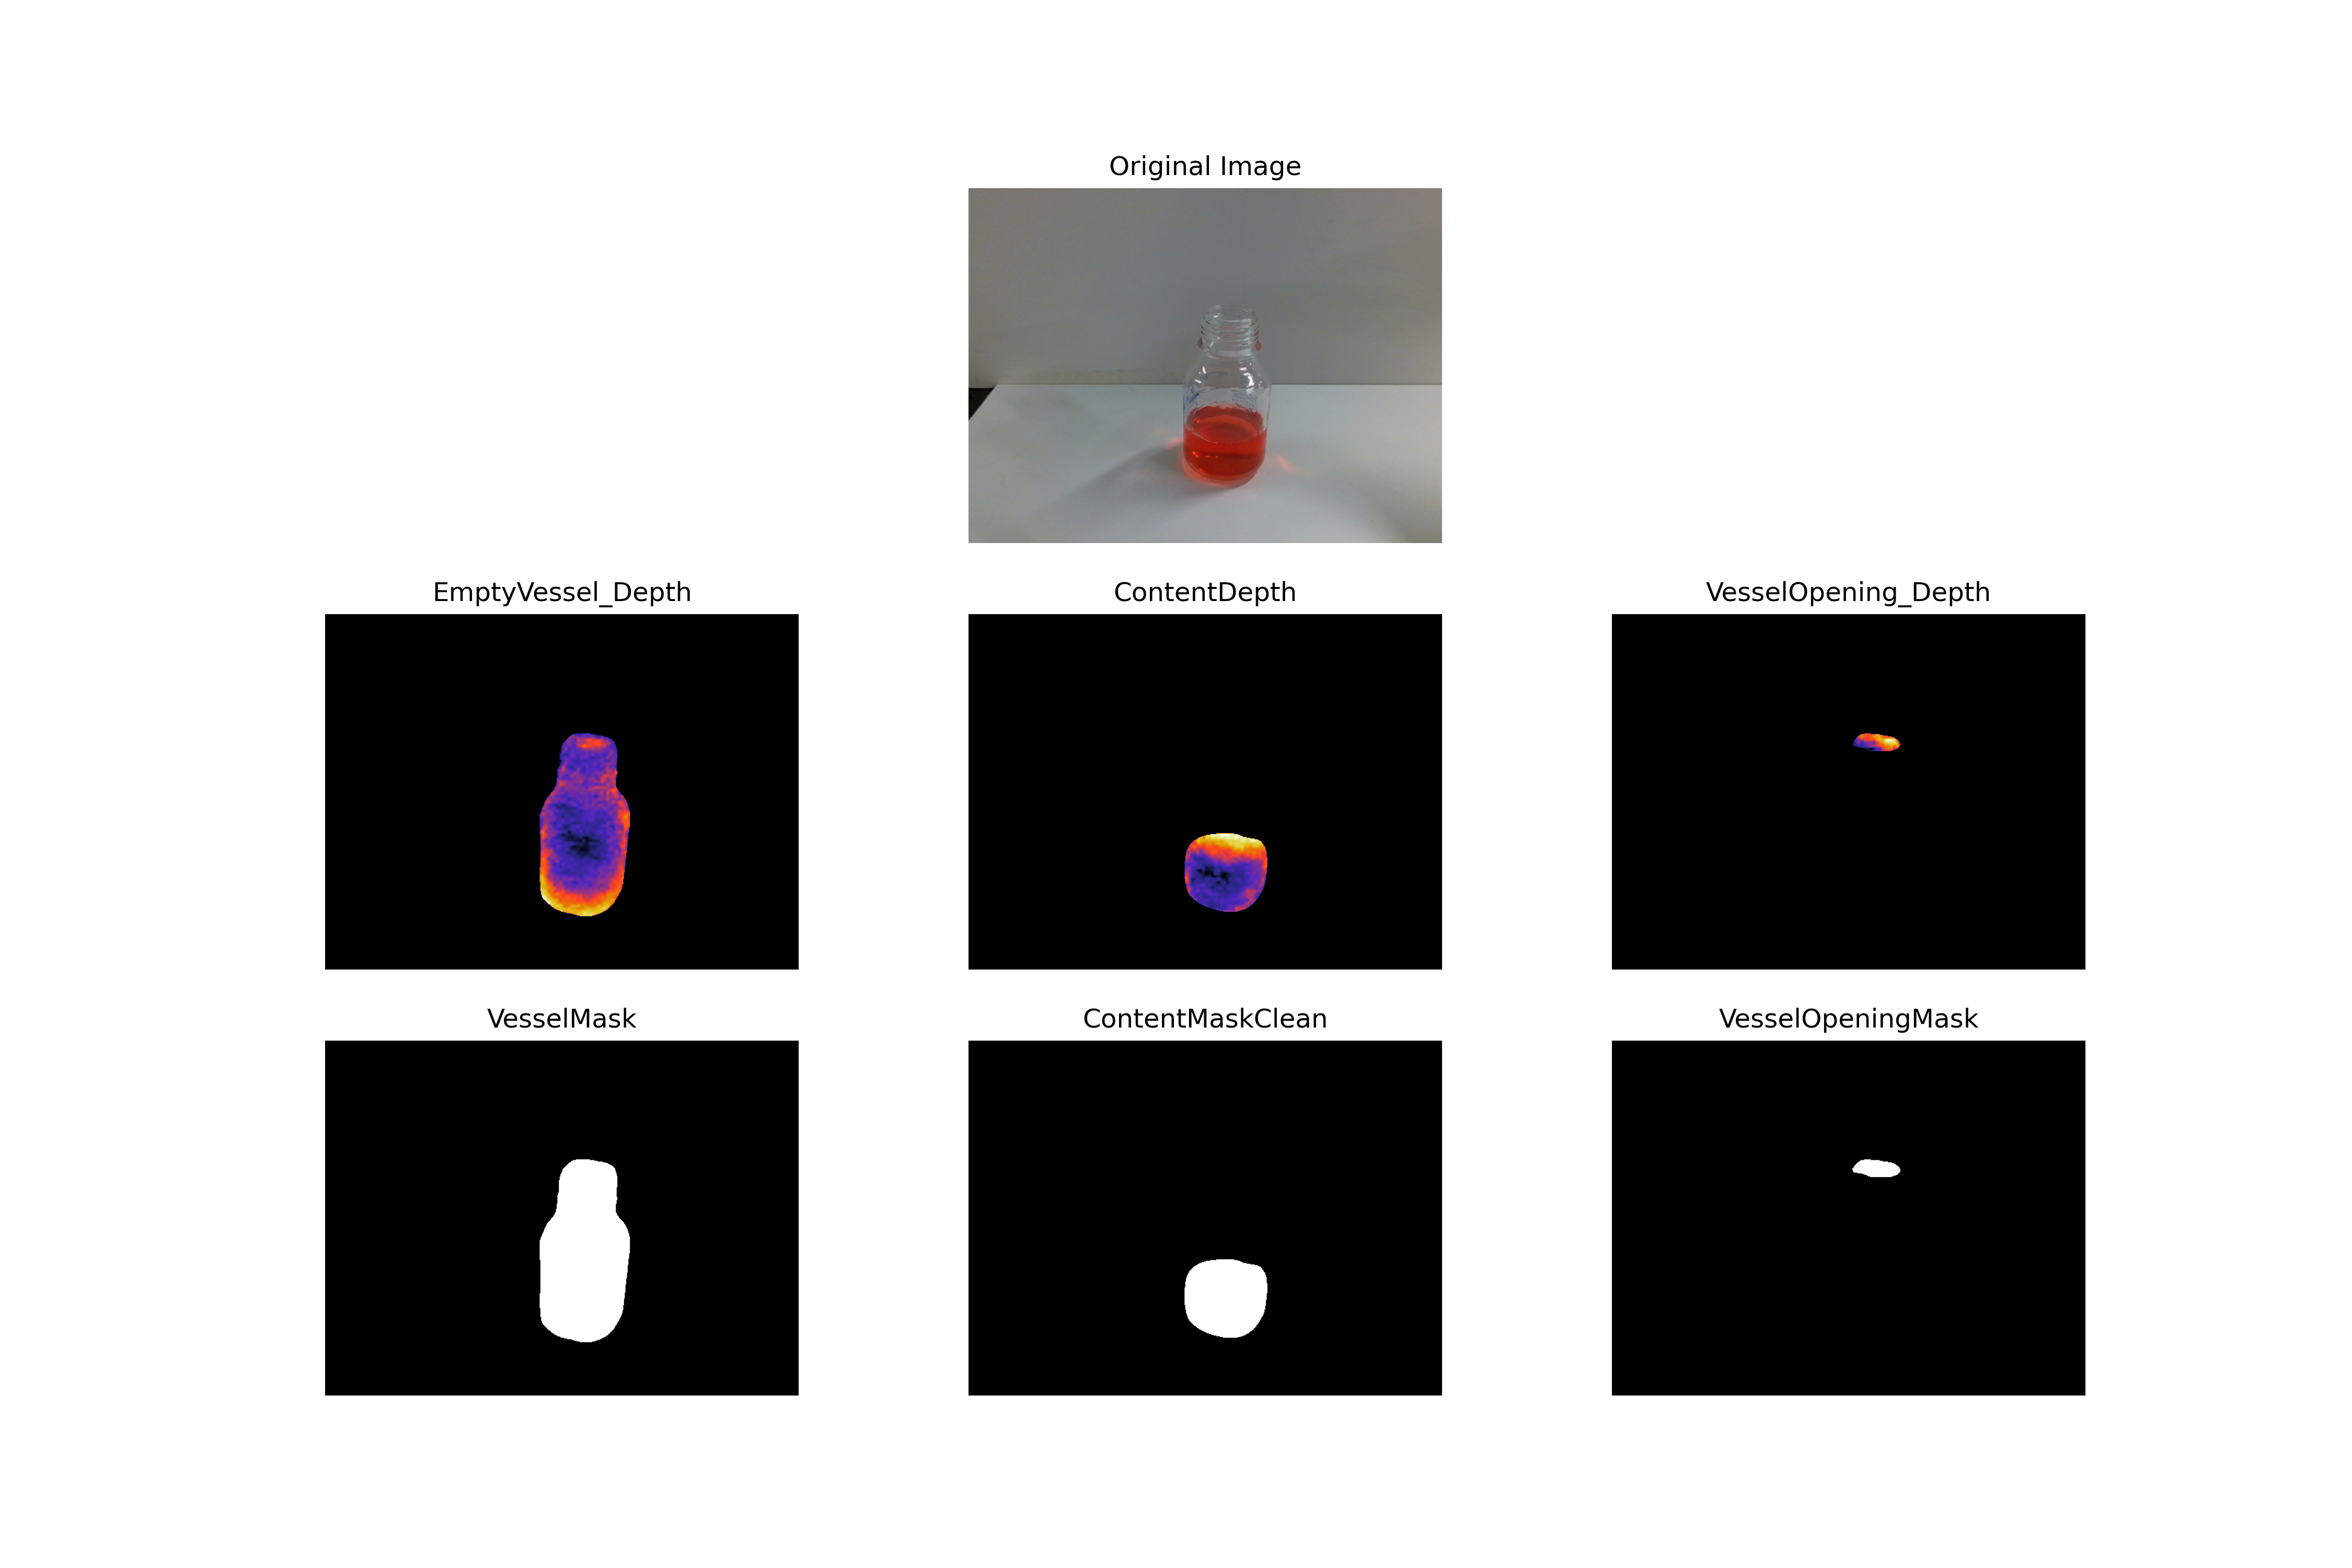 Original Image
EmptyVessel_Depth
ContentDepth
VesselOpening_Depth
VesselMask
ContentMaskClean
VesselOpeningMask